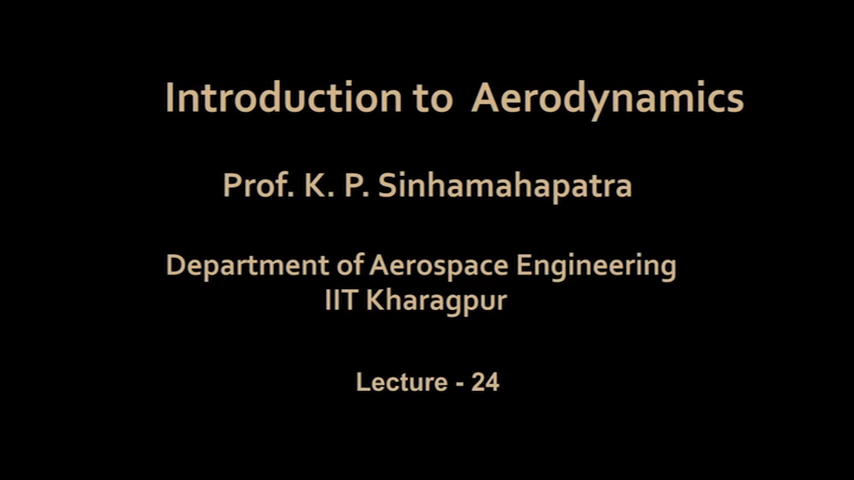 Introduction to Aerodynamics
Prof. K. P. Sinhamahapatra
Department of Aerospace Engineering
IIT Kharagpur
Lecture - 24